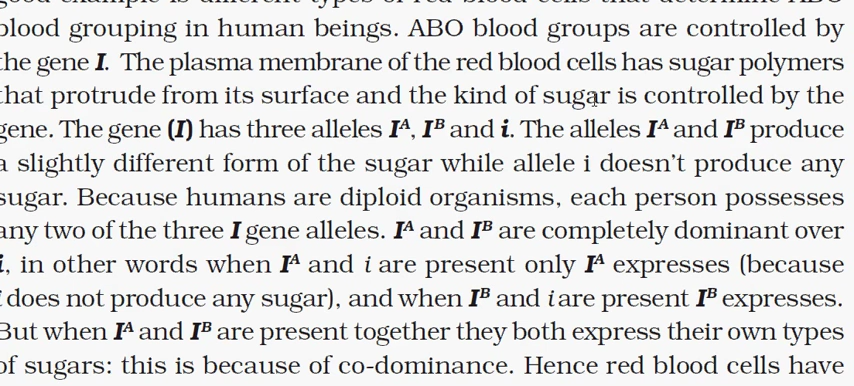 blood grouping in human beings. ABO blood groups are controlled by
the gene I. The plasma membrane of the red blood cells has sugar polymers
that protrude from its surface and the kind of sugar is controlled by the
gene. The gene (I) has three alleles Iᴬ, Iᴮ and i. The alleles Iᴬ and Iᴮ produce
a slightly different form of the sugar while allele i doesn't produce any
sugar. Because humans are diploid organisms, each person possesses
any two of the three I gene alleles. Iᴬ and Iᴮ are completely dominant over
i, in other words when Iᴬ and i are present only Iᴬ expresses (because
i does not produce any sugar), and when Iᴮ and i are present Iᴮ expresses.
But when Iᴬ and Iᴮ are present together they both express their own types
of sugars: this is because of co-dominance. Hence red blood cells have